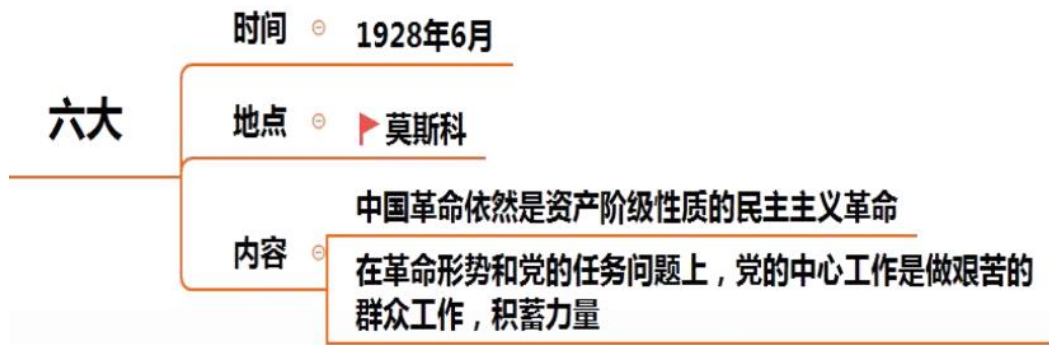 时间 1928年6月
六大
地点 莫斯科
中国革命依然是资产阶级性质的民主主义革命
内容
在革命形势和党的任务问题上，党的中心工作是做艰苦的
群众工作，积蓄力量